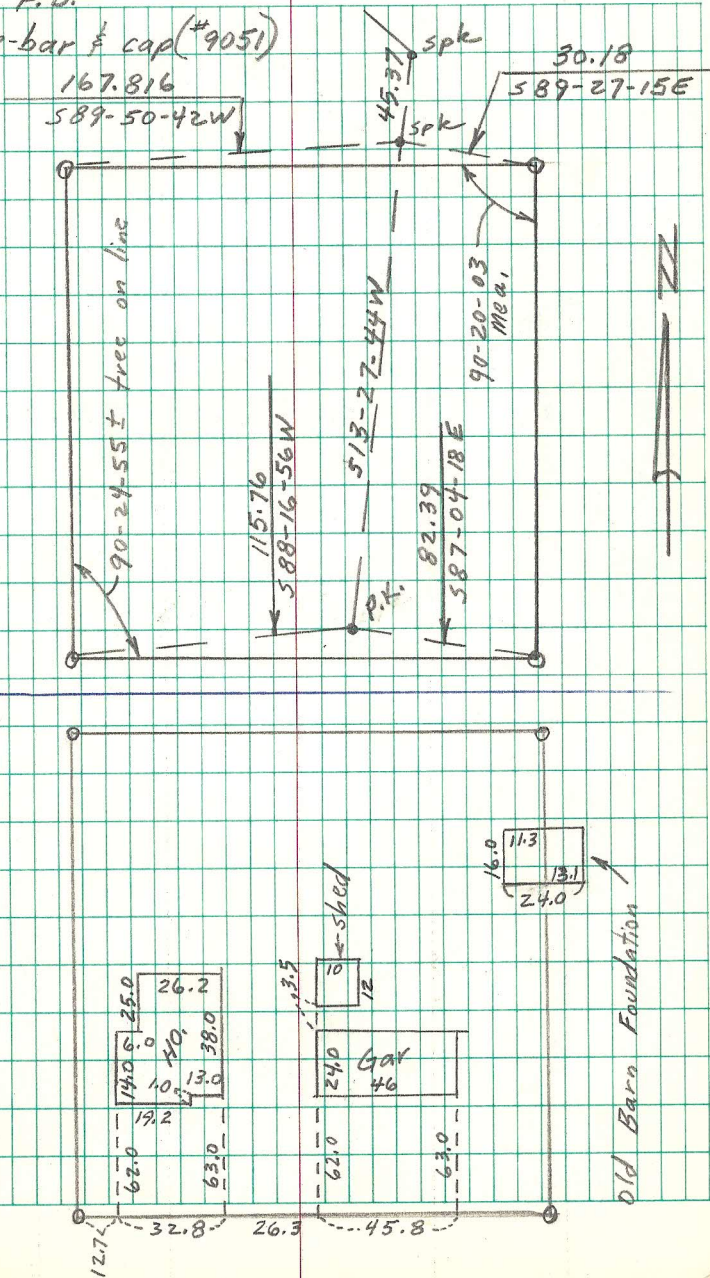 F.B.
-bar & cap (#9051)
167.816
S89-50-42W
spk
45.37
spk
30.18
S89-27-15E
90-24-55± tree on line
S13-27-44W
90-20-03
Mea.
N
115.76
S88-16-56W
82.39
S87-04-18E
P.K.
11.3
16.0
13.1
24.0
Old Barn Foundation
shed
10
12
3.5
26.2
25.0
6.0
HO.
38.0
14.0
1.0
13.0
19.2
24.0
Gar
46
62.0
63.0
62.0
63.0
12.7
32.8
26.3
45.8